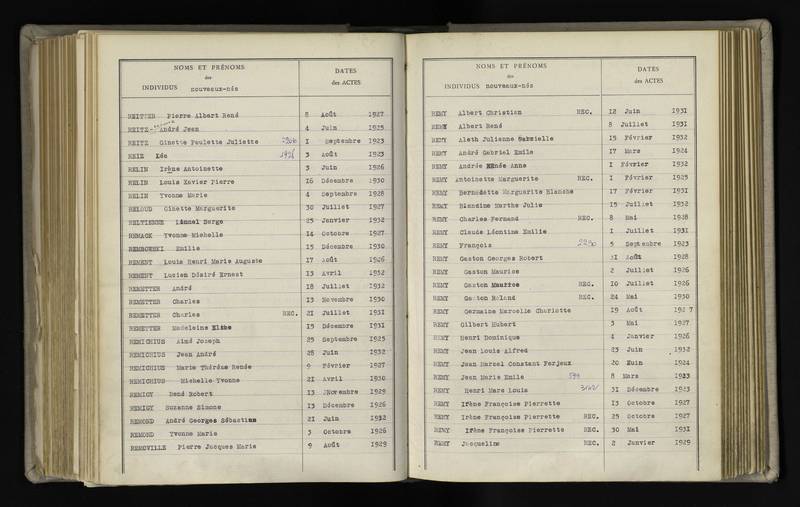 NOMS ET PRÉNOMS
des
INDIVIDUS nouveaux-nés
DATES
des ACTES
REITTER Pierre Albert René 8 Août 1927
REITZ André Jean 4 Juin 1925
REITZ Ginette Paulette Juliette 1 Septembre 1923
REIZ Léo 1926 3 Août 1923
RELIN Irène Antoinette 3 Juin 1926
RELIN Louis Xavier Pierre 16 Décembre 1930
RELIN Yvonne Marie 4 Septembre 1928
RELOUD Ginette Marguerite 30 Juillet 1927
RELTIENNE Lionnel Serge 25 Janvier 1932
REMACK Yvonne Michelle 14 Octobre 1927
REMBOWSKI Emilie 15 Décembre 1930
REMENT Louis Henri Marie Auguste 17 Août 1926
REMENT Lucien Désiré Ernest 13 Avril 1932
REMETTER André 18 Juillet 1932
REMETTER Charles 13 Novembre 1930
REMETTER Charles REC. 21 Juillet 1931
REMETTER Madeleine Elise 15 Décembre 1931
REMICHIUS Aimé Joseph 25 Septembre 1925
REMICHIUS Jean André 28 Juin 1932
REMICHIUS Marie Thérèse Renée 9 Février 1927
REMICHIUS Michelle Yvonne 21 Avril 1930
REMIGY René Robert 13 Novembre 1929
REMIGY Suzanne Simone 13 Décembre 1926
REMOND André Georges Sébastian 21 Juin 1932
REMOND Yvonne Marie 3 Octobre 1926
REMOVILLE Pierre Jacques Marie 9 Août 1929
NOMS ET PRÉNOMS
des
INDIVIDUS nouveaux-nés
DATES
des ACTES
REMY Albert Christian REC. 12 Juin 1931
REMY Albert René 8 Juillet 1931
REMY Aleth Julienne Gabrielle 15 Février 1932
REMY André Gabriel Emile 17 Mars 1924
REMY Andrée Renée Anne 1 Février 1932
REMY Antoinette Marguerite REC. 1 Février 1925
REMY Bernadette Marguerite Blanche 17 Février 1931
REMY Blandine Marthe Julie 15 Juillet 1932
REMY Charles Fernand REC. 8 Mai 1928
REMY Claude Léontine Emilie 1 Juillet 1931
REMY François 2290 5 Septembre 1923
REMY Gaston Georges Robert 21 Août 1928
REMY Gaston Maurice 2 Juillet 1926
REMY Gaston Maurice REC. 10 Juillet 1926
REMY Gaston Roland REC. 24 Mai 1930
REMY Germaine Marcelle Charlotte 19 Août 1927
REMY Gilbert Hubert 3 Mai 1927
REMY Henri Dominique 4 Janvier 1926
REMY Jean Louis Alfred 23 Juin 1932
REMY Jean Marcel Constant Ferjeux 20 Juin 1924
REMY Jean Marie Emile 599 8 Mars 1923
REMY Henri Marc Louis 31 Décembre 1923
REMY Irène Françoise Pierrette 13 Octobre 1927
REMY Irène Françoise Pierrette REC. 25 Octobre 1927
REMY Irène Françoise Pierrette REC. 30 Mai 1931
REMY Jacqueline REC. 2 Janvier 1929